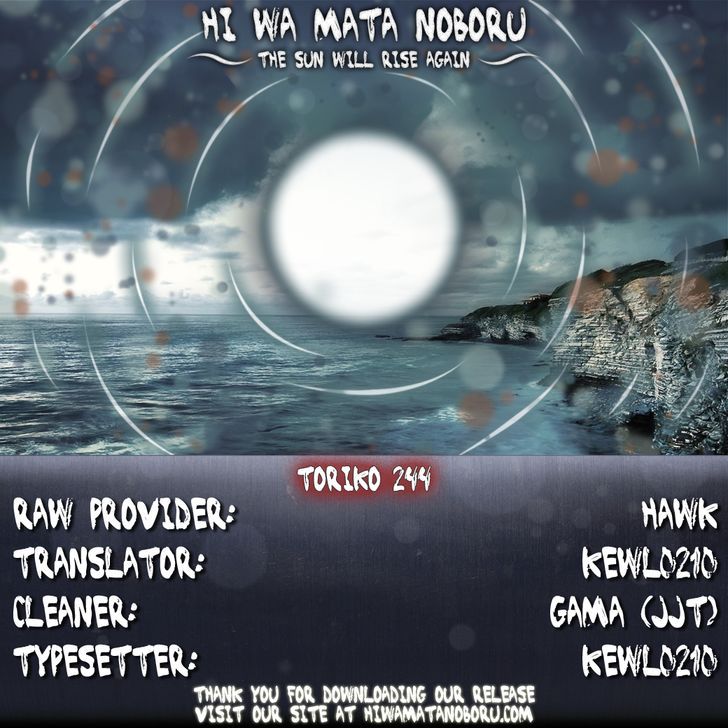 HI WA MATA NOBORU
THE SUN WILL RISE AGAIN
TORIKO 244
RAW PROVIDER: HAWK
TRANSLATOR: KEWL0210
CLEANER: GAMA (JJT)
TYPESETTER: KEWL0210
THANK YOU FOR DOWNLOADING OUR RELEASE
VISIT OUR SITE AT HIWAMATANOBORU.COM